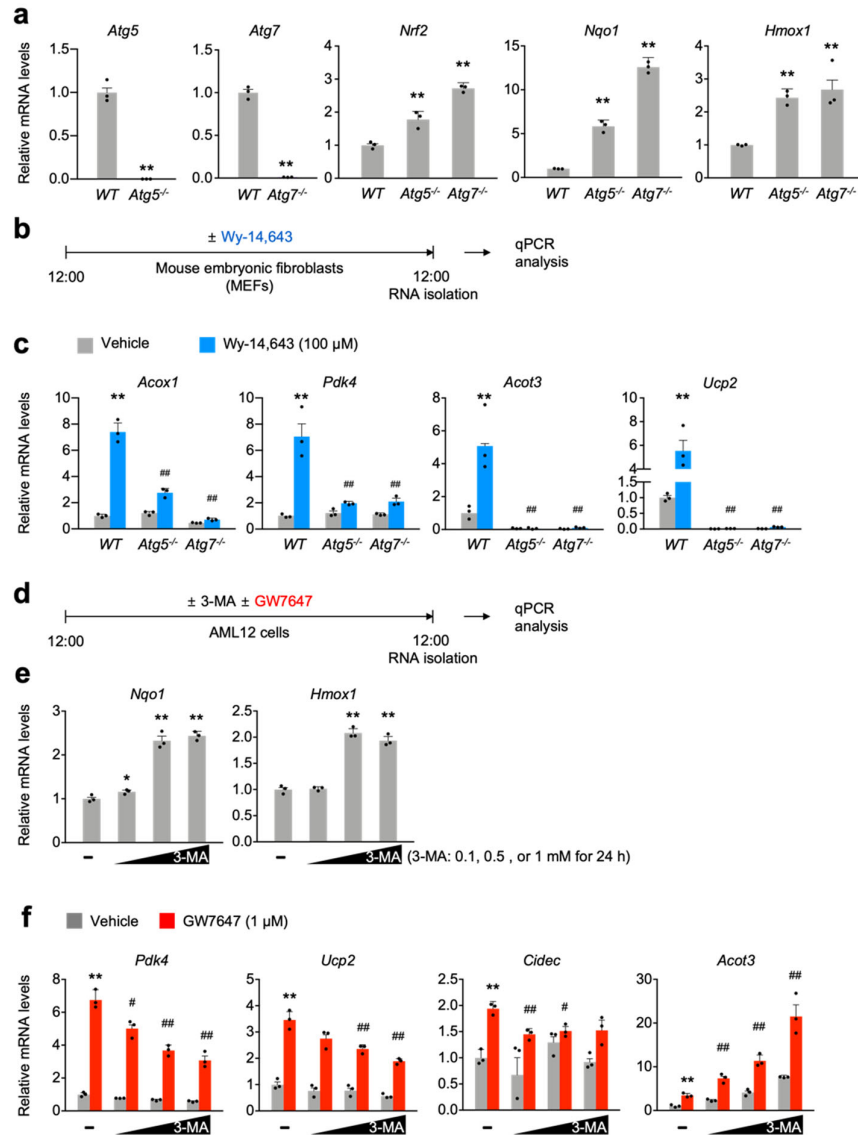 a
Atg5 Atg7 Nrf2 Nqo1 Hmox1
Relative mRNA levels
1.5 1.5 4 15 4
1.0 1.0 3 10 3
0.5 0.5 2 5 2
0.0 0.0 1 0 1
0 0
** ** ** ** ** ** ** **
WT Atg5-/- WT Atg7-/- WT Atg5-/- Atg7-/- WT Atg5-/- Atg7-/- WT Atg5-/- Atg7-/-
b
± Wy-14,643
12:00 Mouse embryonic fibroblasts 12:00
(MEFs) RNA isolation
qPCR
analysis
c
Vehicle Wy-14,643 (100 µM)
Acox1 Pdk4 Acot3 Ucp2
Relative mRNA levels
10 10 8 10
8 8 6 8
6 6 4 6
4 4 2 4
2 2 0 1.5
0 0 1.0
0.5
0.0
** ## ## ** ## ## ** ## ## ** ## ##
WT Atg5-/- Atg7-/- WT Atg5-/- Atg7-/- WT Atg5-/- Atg7-/- WT Atg5-/- Atg7-/-
d
± 3-MA ± GW7647
12:00 AML12 cells 12:00
RNA isolation
qPCR
analysis
e
Nqo1 Hmox1
Relative mRNA levels
3 2.5
2 2.0
1 1.5
0 1.0
0.5
0.0
* ** ** ** **
– 3-MA – 3-MA (3-MA: 0.1, 0.5 , or 1 mM for 24 h)
f
Vehicle GW7647 (1 µM)
Pdk4 Ucp2 Cidec Acot3
Relative mRNA levels
8 5 2.5 30
6 4 2.0 20
4 3 1.5 10
2 2 1.0 0
0 1 0.5
0 0.0
** # ## ## ** ## ## ** ## # ** ## ## ##
– 3-MA – 3-MA – 3-MA – 3-MA